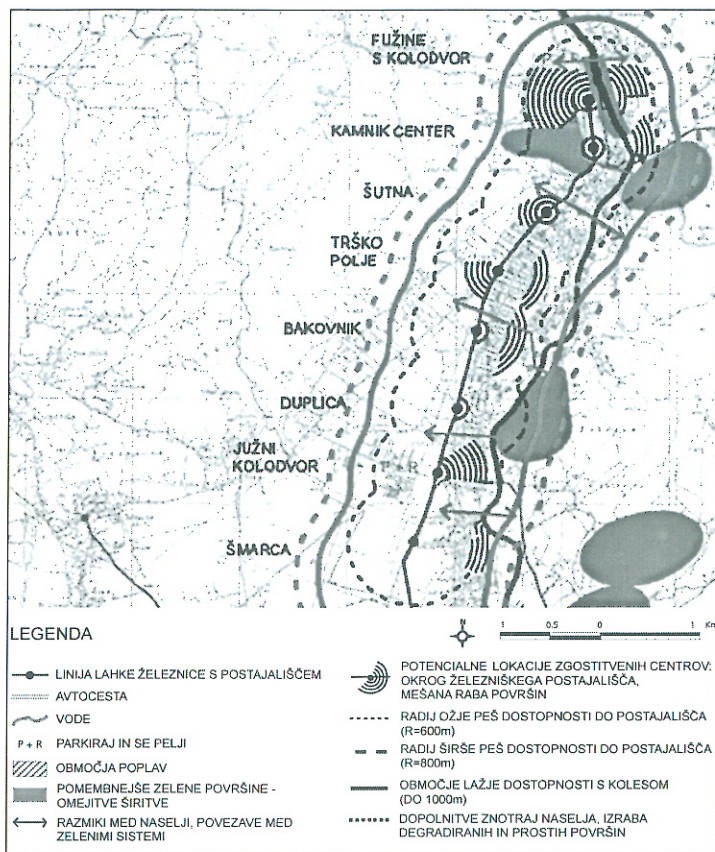 FUŽINE
S KOLODVOR
KAMNIK CENTER
ŠUTNA
TRŠKO
POLJE
BAKOVNIK
DUPLICA
JUŽNI
KOLODVOR
P + R
ŠMARCA
LEGENDA
N
1 0.5 0 1 Km
LINIJA LAHKE ŽELEZNICE S POSTAJALIŠČEM
AVTOCESTA
VODE
P + R PARKIRAJ IN SE PELJI
OBMOČJA POPLAV
POMEMBNEJŠE ZELENE POVRŠINE -
OMEJITVE ŠIRITVE
RAZMIKI MED NASELJI, POVEZAVE MED
ZELENIMI SISTEMI
POTENCIALNE LOKACIJE ZGOSTITVENIH CENTROV:
OKROG ŽELEZNIŠKEGA POSTAJALIŠČA,
MEŠANA RABA POVRŠIN
RADIJ OŽJE PEŠ DOSTOPNOSTI DO POSTAJALIŠČA
(R=600m)
RADIJ ŠIRŠE PEŠ DOSTOPNOSTI DO POSTAJALIŠČA
(R=800m)
OBMOČJE LAŽJE DOSTOPNOSTI S KOLESOM
(DO 1000m)
DOPOLNITVE ZNOTRAJ NASELJA, IZRABA
DEGRADIRANIH IN PROSTIH POVRŠIN